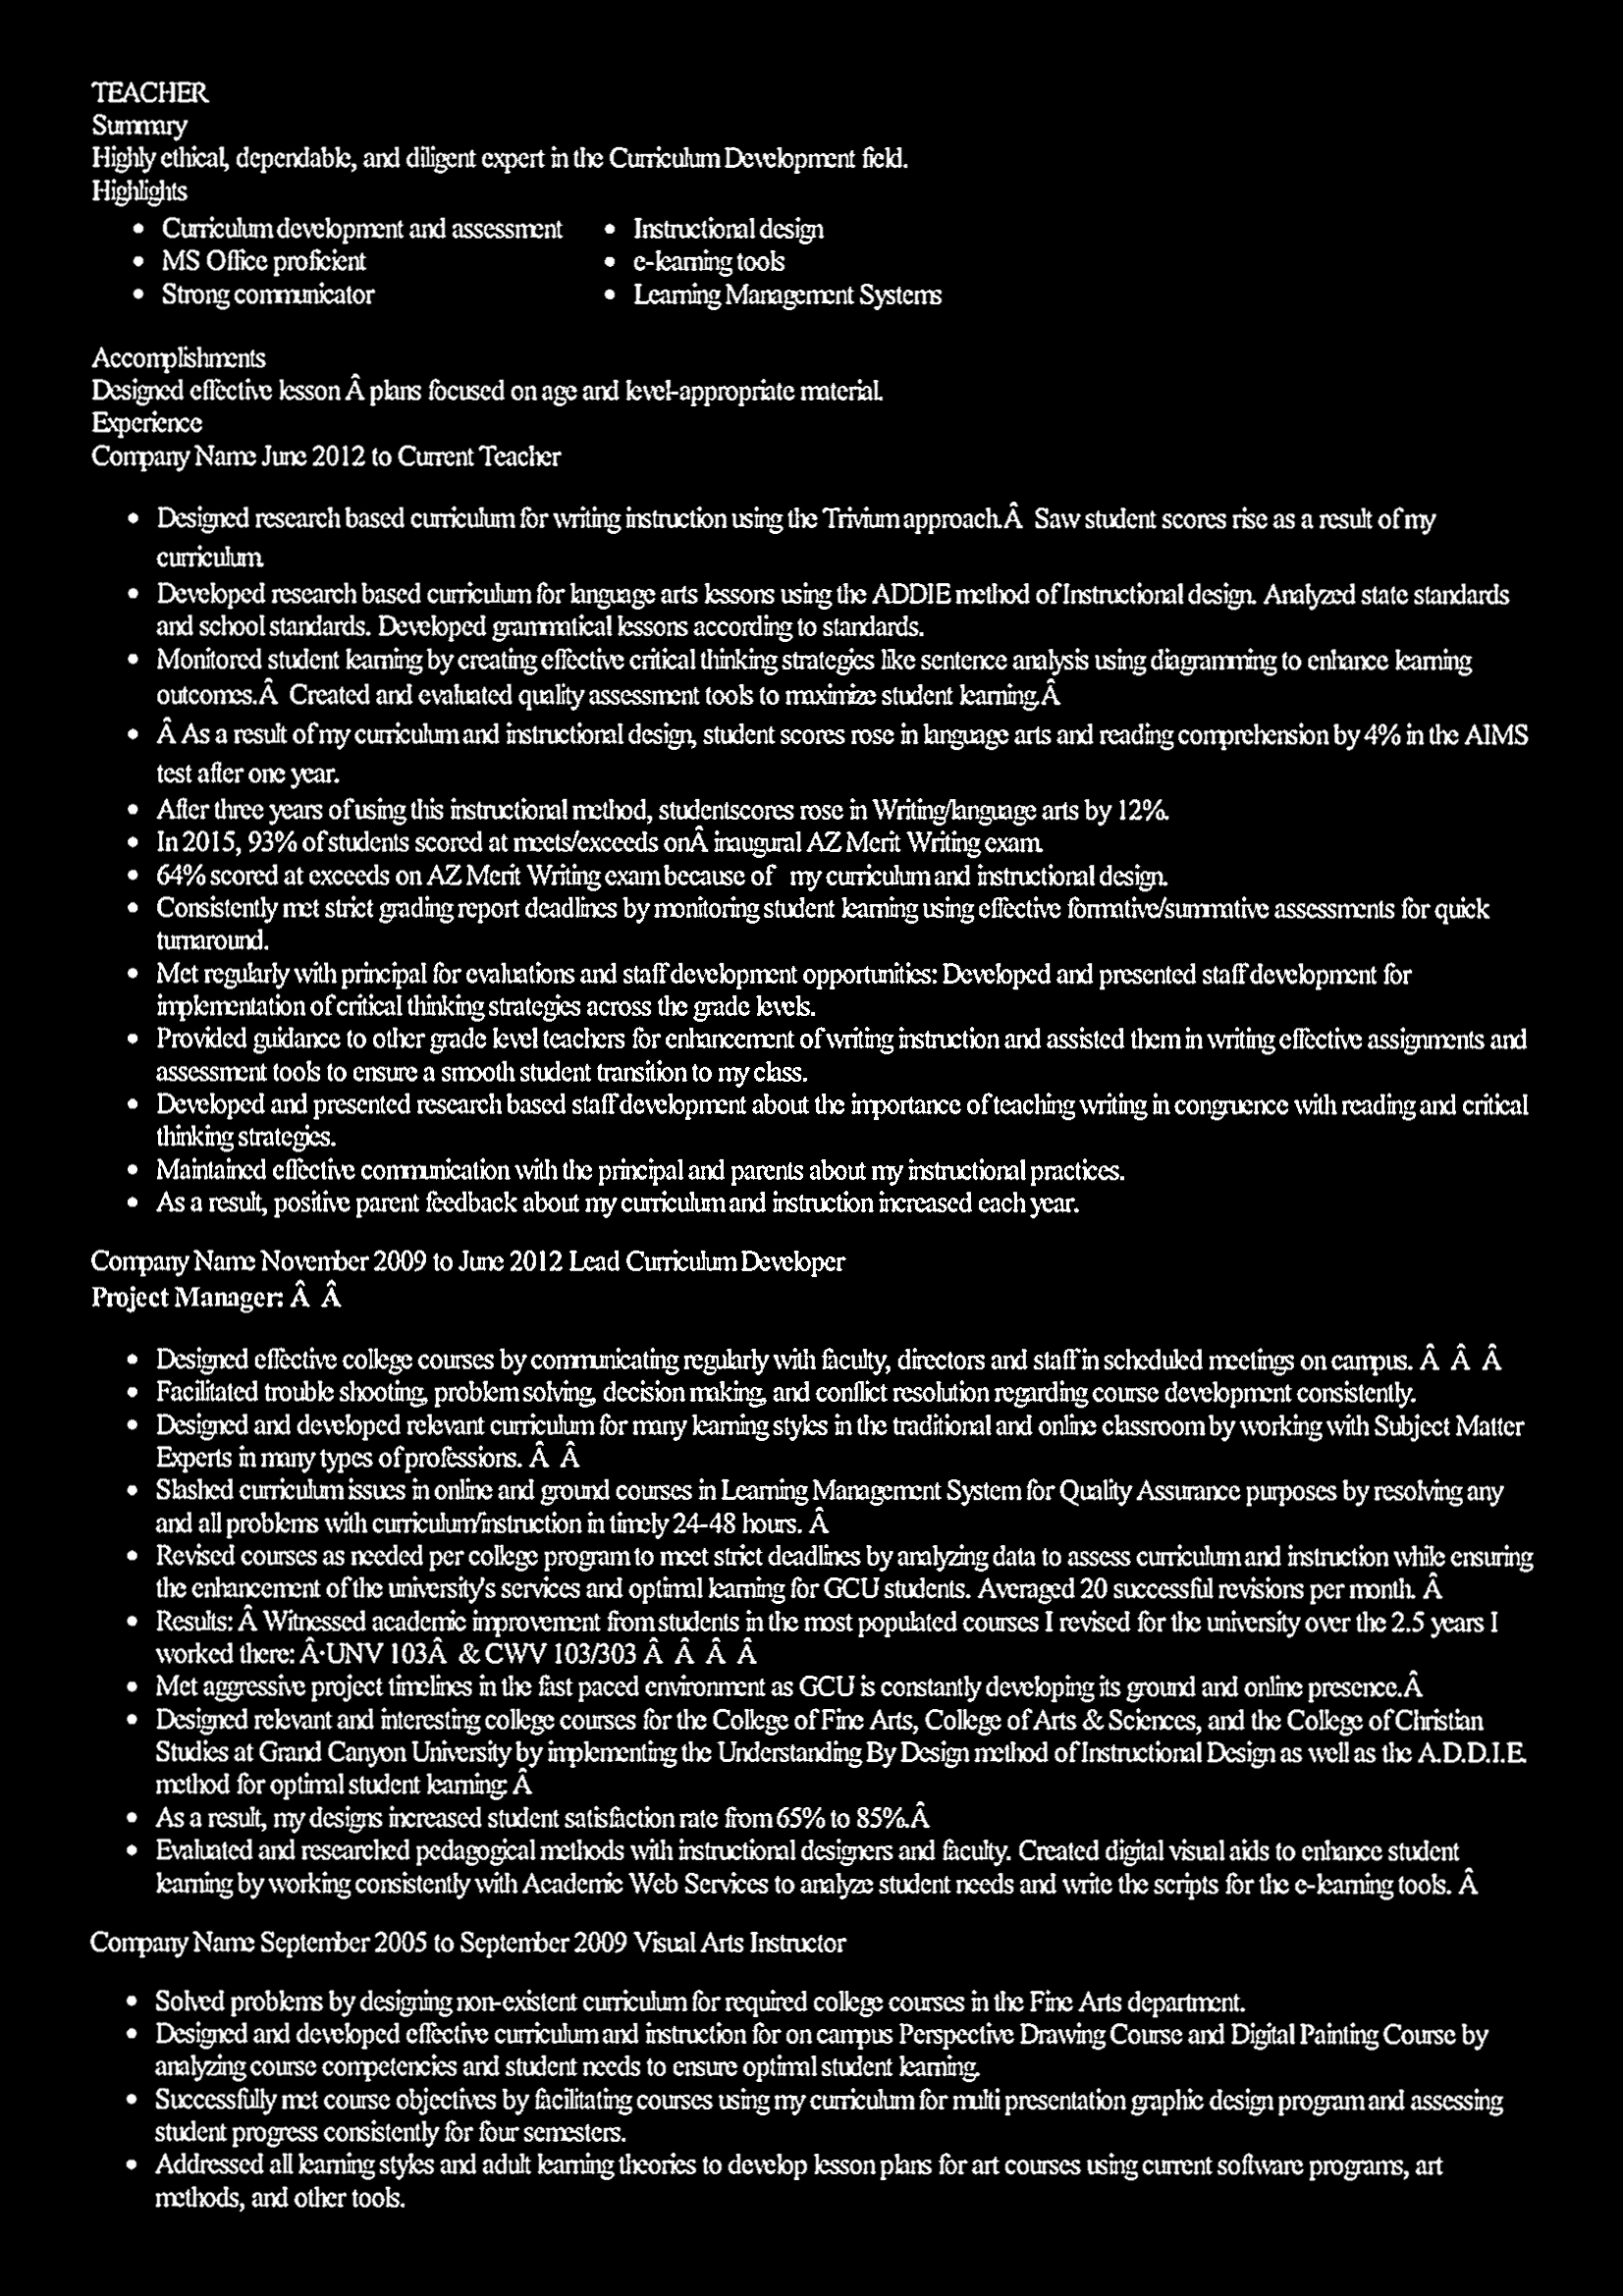 TEACHER
Summary
Highly ethical, dependable, and diligent expert in the Curriculum Development field.
Highlights
• Curriculum development and assessment
• MS Office proficient
• Strong communicator
• Instructional design
• e-learning tools
• Learning Management Systems
Accomplishments
Designed effective lesson Â plans focused on age and level-appropriate material.
Experience
Company Name June 2012 to Current Teacher
• Designed research based curriculum for writing instruction using the Trivium approach.Â  Saw student scores rise as a result of my
curriculum.
• Developed research based curriculum for language arts lessons using the ADDIE method of Instructional design. Analyzed state standards
and school standards. Developed grammatical lessons according to standards.
• Monitored student learning by creating effective critical thinking strategies like sentence analysis using diagramming to enhance learning
outcomes.Â  Created and evaluated quality assessment tools to maximize student learning.Â
• Â As a result of my curriculum and instructional design, student scores rose in language arts and reading comprehension by 4% in the AIMS
test after one year.
• After three years of using this instructional method, studentscores rose in Writing/language arts by 12%.
• In 2015, 93% of students scored at meets/exceeds onÂ inaugural AZ Merit Writing exam.
• 64% scored at exceeds on AZ Merit Writing exam because of  my curriculum and instructional design.
• Consistently met strict grading report deadlines by monitoring student learning using effective formative/summative assessments for quick
turnaround.
• Met regularly with principal for evaluations and staff development opportunities: Developed and presented staff development for
implementation of critical thinking strategies across the grade levels.
• Provided guidance to other grade level teachers for enhancement of writing instruction and assisted them in writing effective assignments and
assessment tools to ensure a smooth student transition to my class.
• Developed and presented research based staff development about the importance of teaching writing in congruence with reading and critical
thinking strategies.
• Maintained effective communication with the principal and parents about my instructional practices.
• As a result, positive parent feedback about my curriculum and instruction increased each year.
Company Name November 2009 to June 2012 Lead Curriculum Developer
Project Manager: Â Â
• Designed effective college courses by communicating regularly with faculty, directors and staff in scheduled meetings on campus. Â Â Â
• Facilitated trouble shooting, problem solving, decision making, and conflict resolution regarding course development consistently.
• Designed and developed relevant curriculum for many learning styles in the traditional and online classroom by working with Subject Matter
Experts in many types of professions. Â Â
• Slashed curriculum issues in online and ground courses in Learning Management System for Quality Assurance purposes by resolving any
and all problems with curriculum/instruction in timely 24-48 hours. Â
• Revised courses as needed per college program to meet strict deadlines by analyzing data to assess curriculum and instruction while ensuring
the enhancement of the university's services and optimal learning for GCU students. Averaged 20 successful revisions per month. Â
• Results: Â Witnessed academic improvement from students in the most populated courses I revised for the university over the 2.5 years I
worked there: Â·UNV 103Â  & CWV 103/303 Â Â Â Â
• Met aggressive project timelines in the fast paced environment as GCU is constantly developing its ground and online presence.Â
• Designed relevant and interesting college courses for the College of Fine Arts, College of Arts & Sciences, and the College of Christian
Studies at Grand Canyon University by implementing the Understanding By Design method of Instructional Design as well as the A.D.D.I.E.
method for optimal student learning: Â
• As a result, my designs increased student satisfaction rate from 65% to 85%.Â
• Evaluated and researched pedagogical methods with instructional designers and faculty. Created digital visual aids to enhance student
learning by working consistently with Academic Web Services to analyze student needs and write the scripts for the e-learning tools. Â
Company Name September 2005 to September 2009 Visual Arts Instructor
• Solved problems by designing non-existent curriculum for required college courses in the Fine Arts department.
• Designed and developed effective curriculum and instruction for on campus Perspective Drawing Course and Digital Painting Course by
analyzing course competencies and student needs to ensure optimal student learning.
• Successfully met course objectives by facilitating courses using my curriculum for multi presentation graphic design program and assessing
student progress consistently for four semesters.
• Addressed all learning styles and adult learning theories to develop lesson plans for art courses using current software programs, art
methods, and other tools.